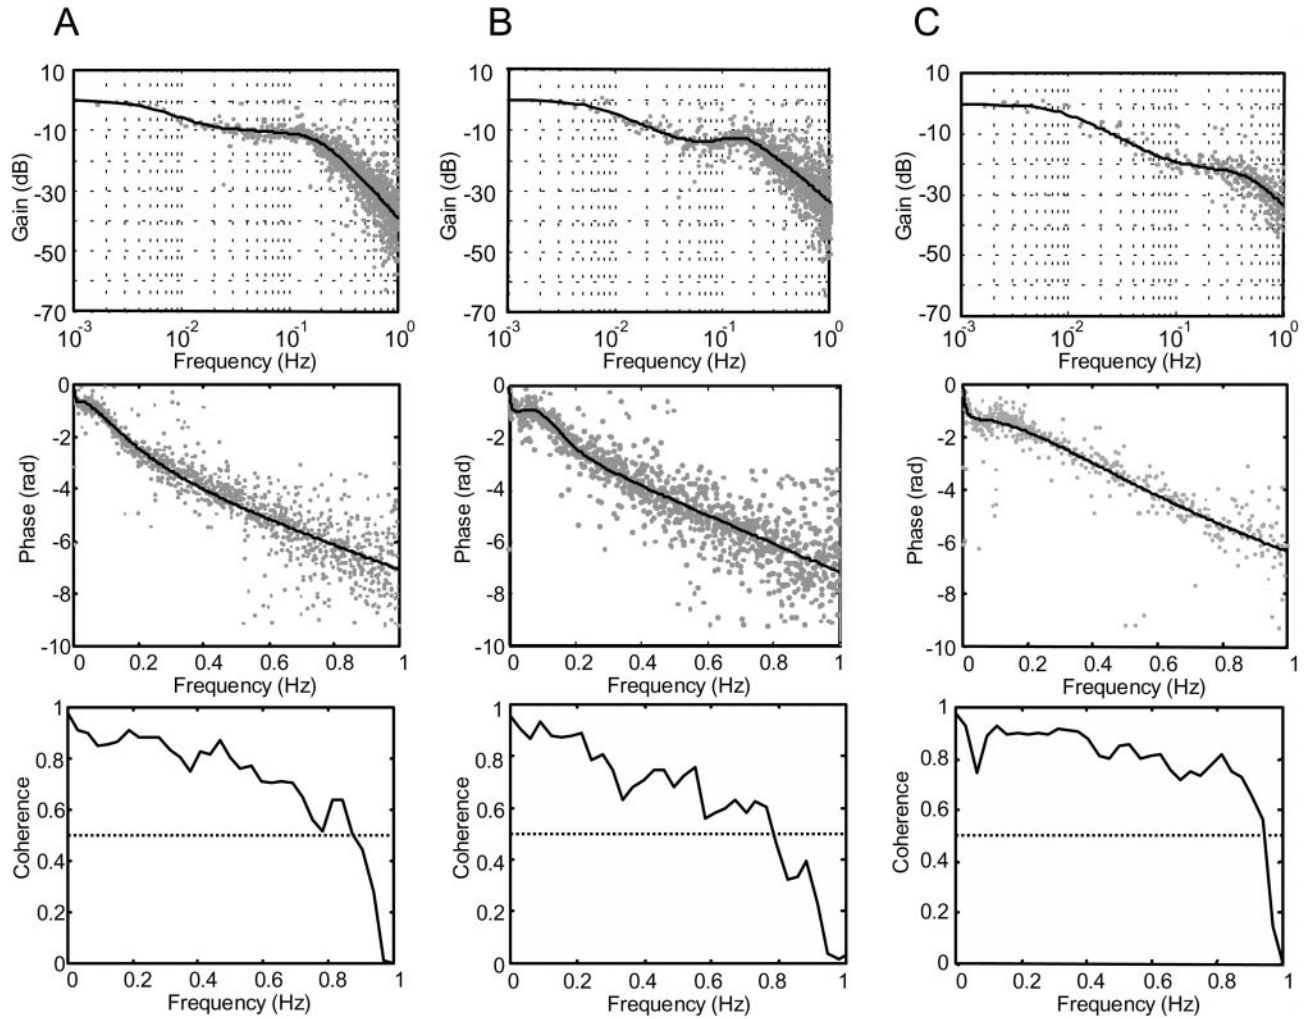 A B C
10 10 10
-10 -10 -10
-30 -30 -30
-50 -50 -50
-70 -70 -70
Gain (dB) Gain (dB) Gain (dB)
10-3 10-2 10-1 100 10-3 10-2 10-1 100 10-3 10-2 10-1 100
Frequency (Hz) Frequency (Hz) Frequency (Hz)
0 0 0
-2 -2 -2
-4 -4 -4
-6 -6 -6
-8 -8 -8
-10 -10 -10
Phase (rad) Phase (rad) Phase (rad)
0 0.2 0.4 0.6 0.8 1 0 0.2 0.4 0.6 0.8 1 0 0.2 0.4 0.6 0.8 1
Frequency (Hz) Frequency (Hz) Frequency (Hz)
1 1 1
0.8 0.8 0.8
0.6 0.6 0.6
0.4 0.4 0.4
0.2 0.2 0.2
0 0 0
Coherence Coherence Coherence
0 0.2 0.4 0.6 0.8 1 0 0.2 0.4 0.6 0.8 1 0 0.2 0.4 0.6 0.8 1
Frequency (Hz) Frequency (Hz) Frequency (Hz)